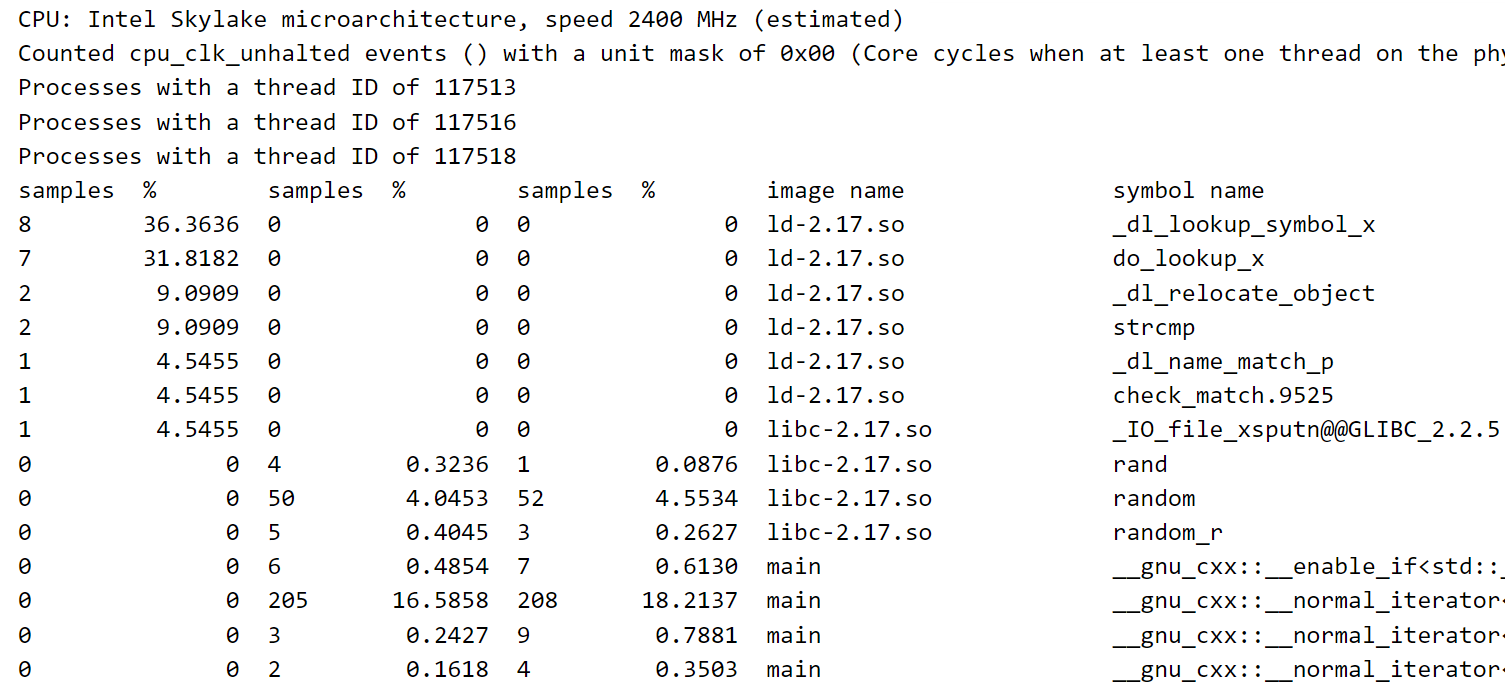 CPU: Intel Skylake microarchitecture, speed 2400 MHz (estimated)
Counted cpu_clk_unhalted events () with a unit mask of 0x00 (Core cycles when at least one thread on the phy
Processes with a thread ID of 117513
Processes with a thread ID of 117516
Processes with a thread ID of 117518
samples % samples % samples % image name symbol name
8 36.3636 0 0 0 0 ld-2.17.so _dl_lookup_symbol_x
7 31.8182 0 0 0 0 ld-2.17.so do_lookup_x
2 9.0909 0 0 0 0 ld-2.17.so _dl_relocate_object
2 9.0909 0 0 0 0 ld-2.17.so strcmp
1 4.5455 0 0 0 0 ld-2.17.so _dl_name_match_p
1 4.5455 0 0 0 0 ld-2.17.so check_match.9525
1 4.5455 0 0 0 0 libc-2.17.so _IO_file_xsputn@@GLIBC_2.2.5
0 0 4 0.3236 1 0.0876 libc-2.17.so rand
0 0 50 4.0453 52 4.5534 libc-2.17.so random
0 0 5 0.4045 3 0.2627 libc-2.17.so random_r
0 0 6 0.4854 7 0.6130 main __gnu_cxx::__enable_if<std::_
0 0 205 16.5858 208 18.2137 main __gnu_cxx::__normal_iterator<
0 0 3 0.2427 9 0.7881 main __gnu_cxx::__normal_iterator<
0 0 2 0.1618 4 0.3503 main __gnu_cxx::__normal_iterator<